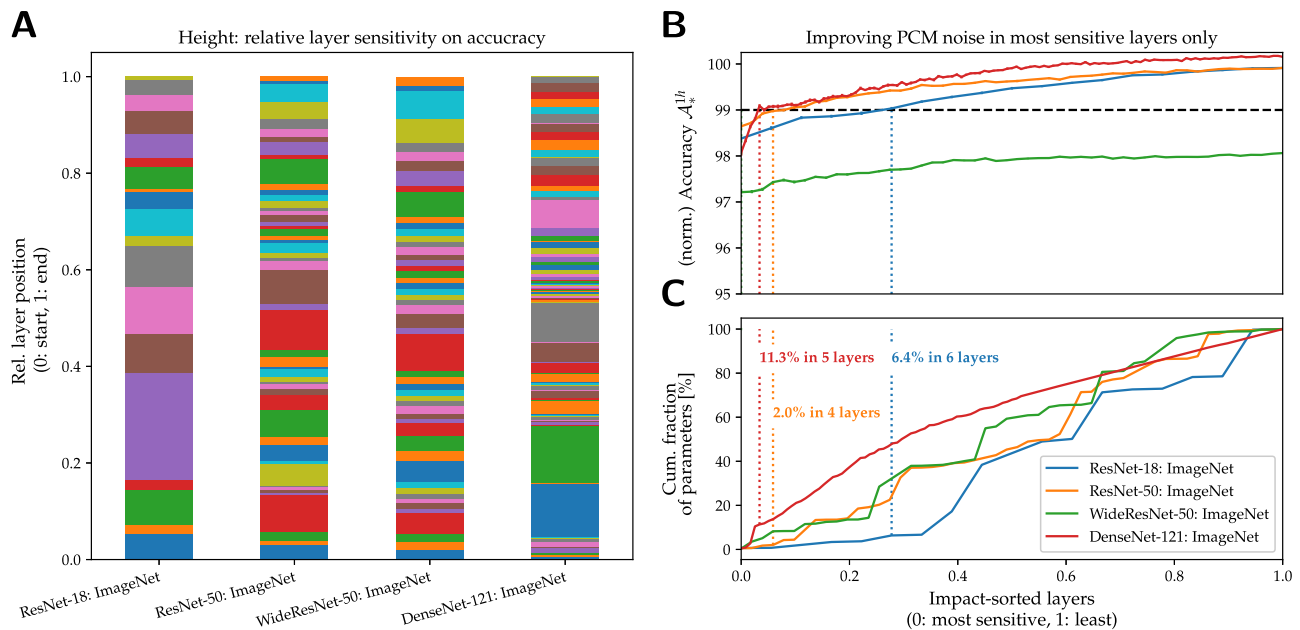 A
Height: relative layer sensitivity on accucracy
Rel. layer position
(0: start, 1: end)
1.0
0.8
0.6
0.4
0.2
0.0
ResNet-18: ImageNet
ResNet-50: ImageNet
WideResNet-50: ImageNet
DenseNet-121: ImageNet
B
Improving PCM noise in most sensitive layers only
(norm.) Accuracy 𝒜*^1h
100
99
98
97
96
95
C
Cum. fraction
of parameters [%]
100
80
60
40
20
0
11.3% in 5 layers
6.4% in 6 layers
2.0% in 4 layers
ResNet-18: ImageNet
ResNet-50: ImageNet
WideResNet-50: ImageNet
DenseNet-121: ImageNet
0.0
0.2
0.4
0.6
0.8
1.0
Impact-sorted layers
(0: most sensitive, 1: least)